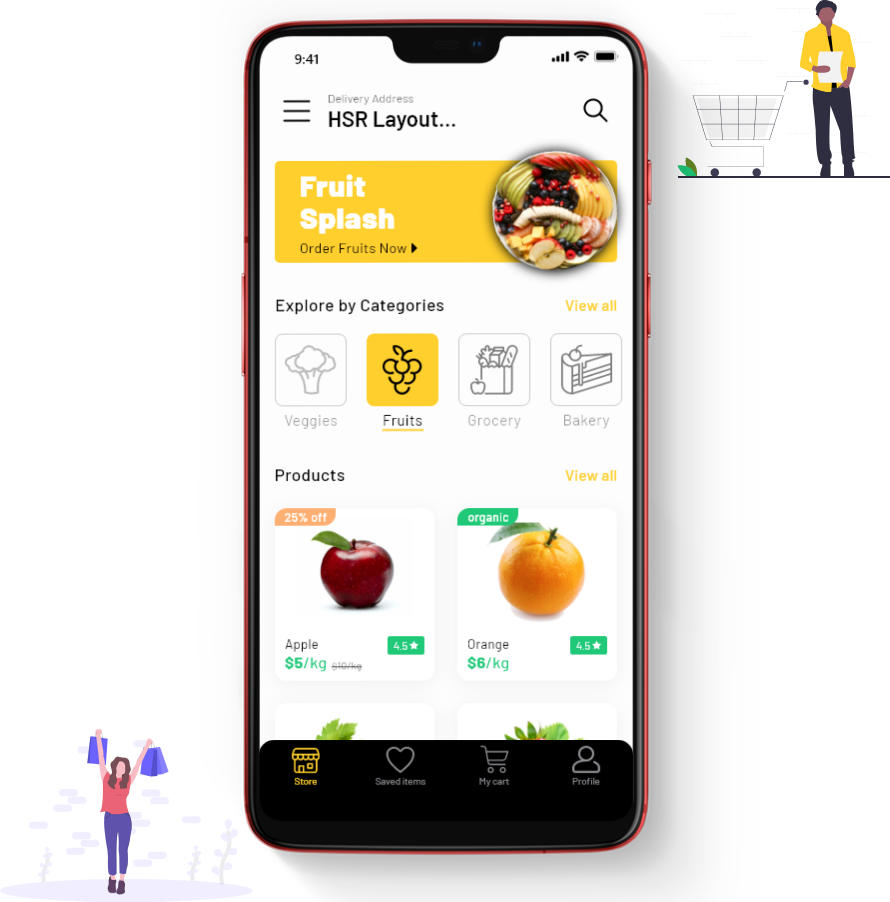 9:41
Delivery Address
HSR Layout...
Fruit
Splash
Order Fruits Now
Explore by Categories
View all
Veggies
Fruits
Grocery
Bakery
Products
View all
25% off
organic
Apple
4.5
$5/kg $10/kg
Orange
4.5
$6/kg
Store
Saved items
My cart
Profile